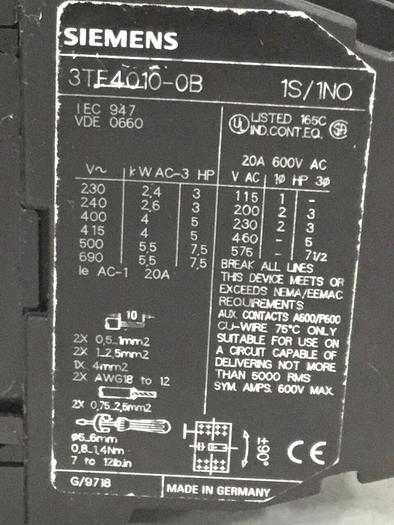 SIEMENS
3TE4010-0B 1S/1NO
IEC 947
VDE 0660
V~ kW AC-3 HP
230 2,4 3
240 2,6 3
400 4 5
415 4 5
500 5,5 7,5
690 5,5 7,5
Ie AC-1 20A
10
2X 0,5..1mm2
2X 1..2,5mm2
1X 4mm2
2X AWG18 to 12
2X 0,75..2,5mm2
ø5-6mm
0,8-1,4Nm
7 to 12lb.in
G/9718
UL LISTED 165C
IND.CONT.EQ. SA
20A 600V AC
V AC 1Ø HP 3Ø
115 1 -
200 2 3
230 2 3
460 - 5
575 - 7 1/2
BREAK ALL LINES
THIS DEVICE MEETS OR
EXCEEDS NEMA/EEMAC
REQUIREMENTS
AUX. CONTACTS A600/P600
CU-WIRE 75°C ONLY
SUITABLE FOR USE ON
A CIRCUIT CAPABLE OF
DELIVERING NOT MORE
THAN 5000 RMS
SYM. AMPS. 600V MAX.
±90°
CE
MADE IN GERMANY